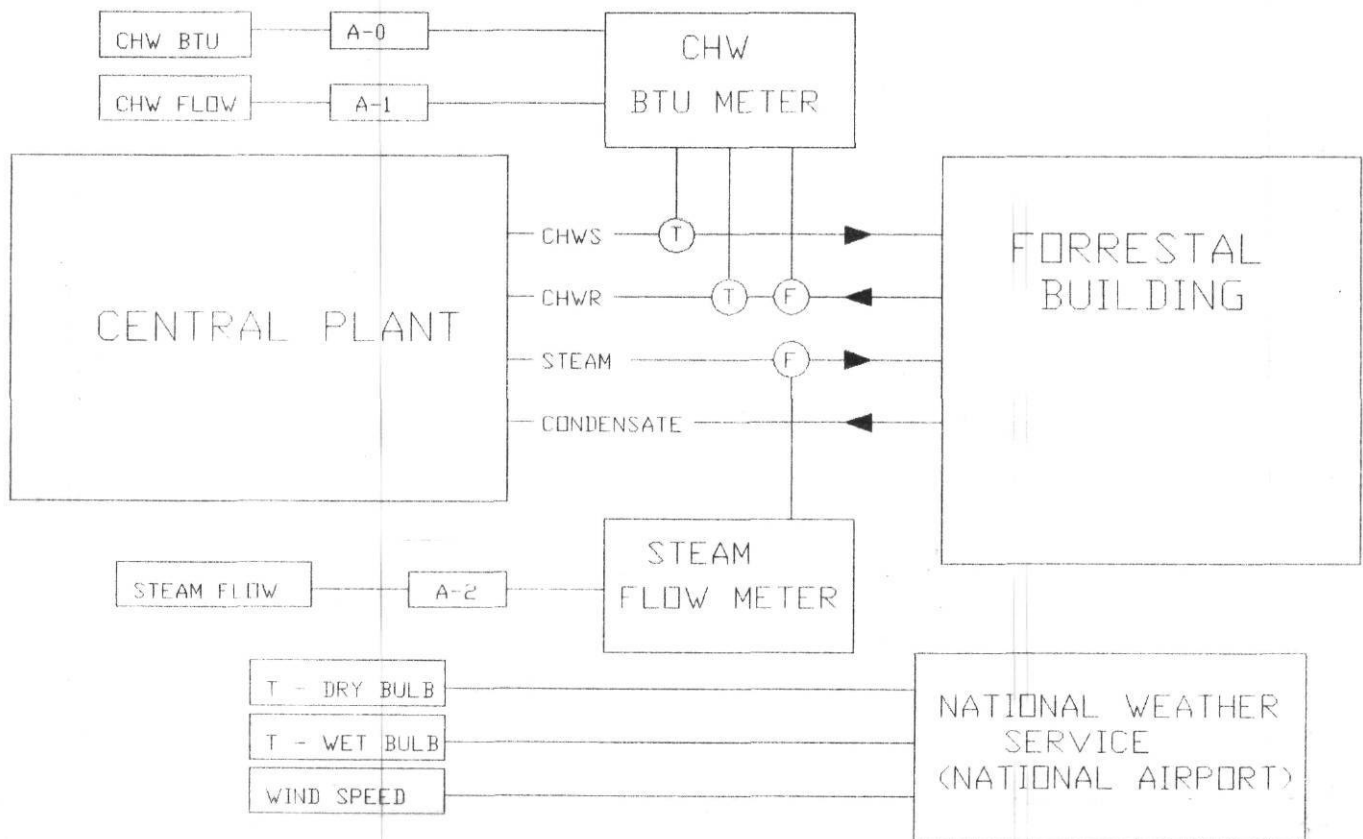 CHW BTU
A-0
CHW
BTU METER
CHW FLOW
A-1
CENTRAL PLANT
CHWS
T
CHWR
T
F
STEAM
F
CONDENSATE
FORRESTAL
BUILDING
STEAM FLOW
A-2
STEAM
FLOW METER
T - DRY BULB
T - WET BULB
WIND SPEED
NATIONAL WEATHER
SERVICE
(NATIONAL AIRPORT)